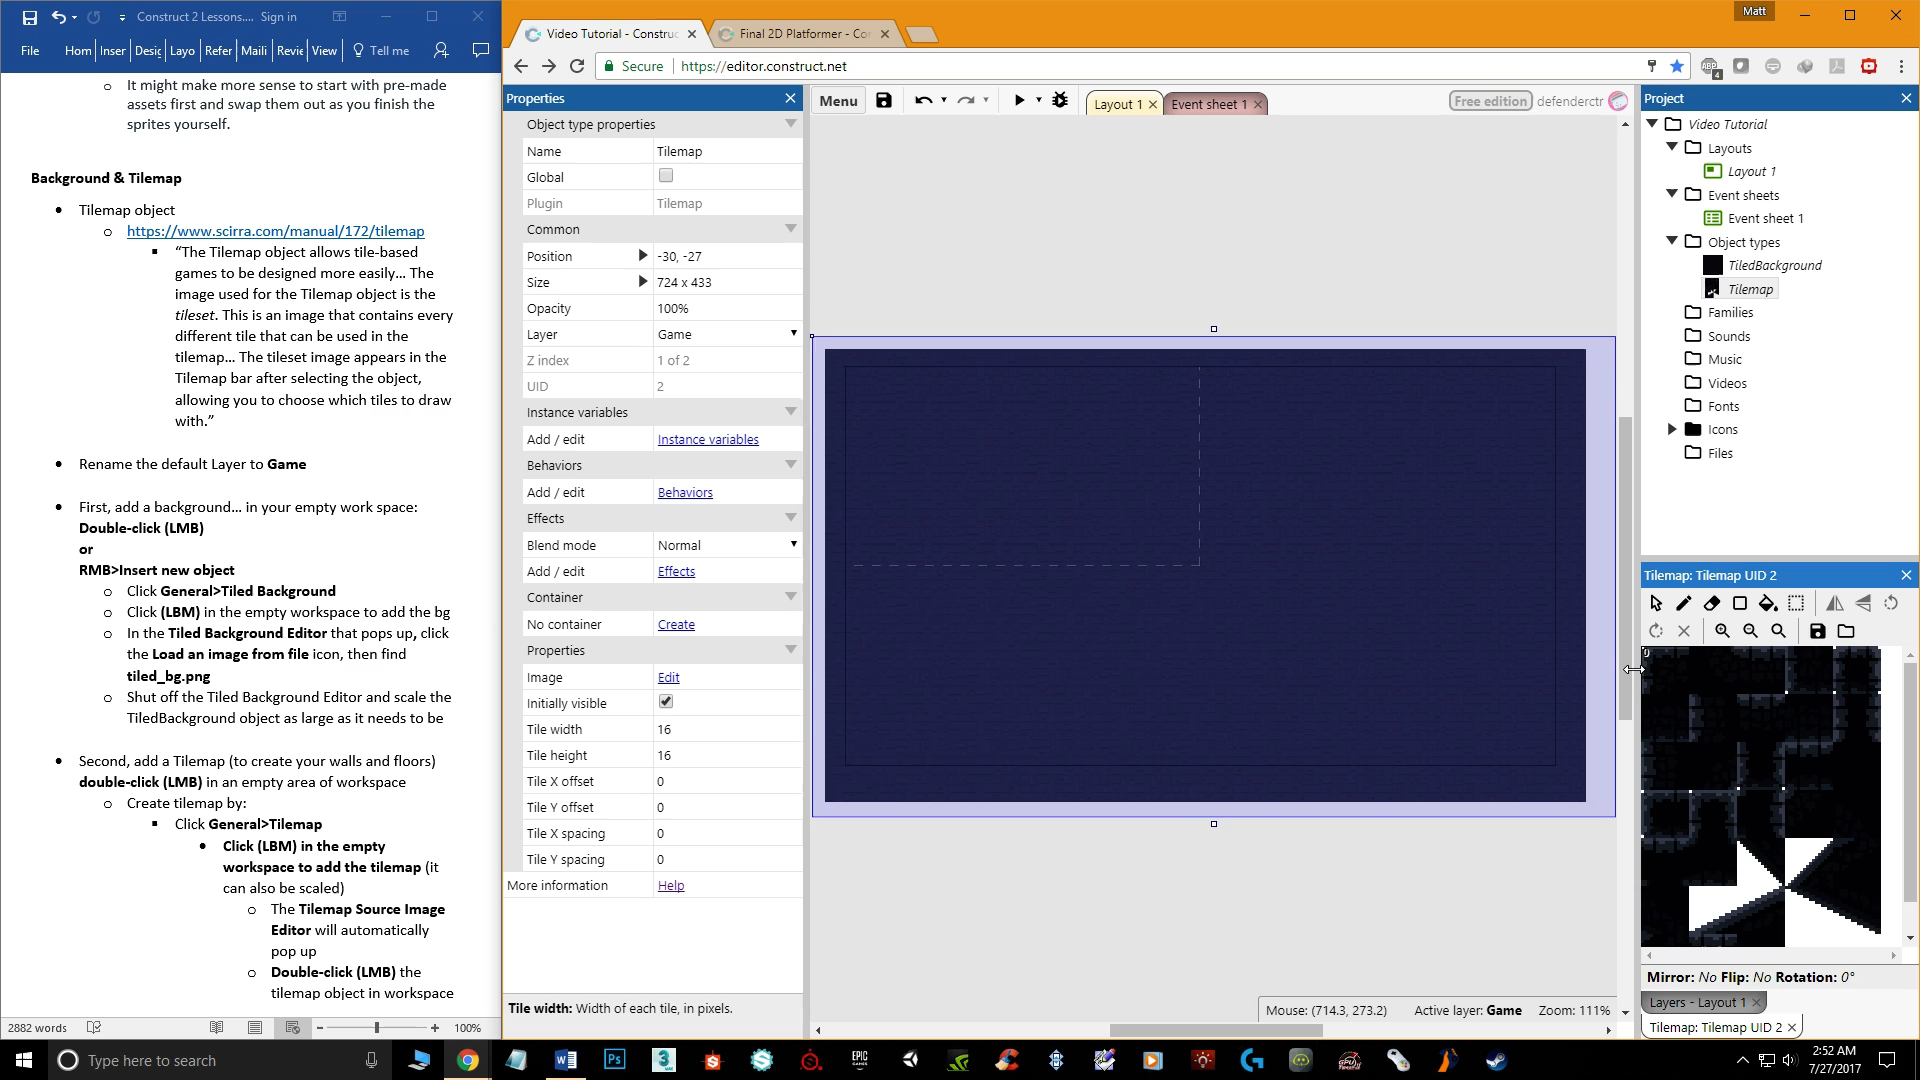 Construct 2 Lessons.... Sign in
File Hom Inser Desig Layo Refer Maili Revie View Tell me
o It might make more sense to start with pre-made
assets first and swap them out as you finish the
sprites yourself.
Background & Tilemap
• Tilemap object
o https://www.scirra.com/manual/172/tilemap
▪ “The Tilemap object allows tile-based
games to be designed more easily… The
image used for the Tilemap object is the
tileset. This is an image that contains every
different tile that can be used in the
tilemap… The tileset image appears in the
Tilemap bar after selecting the object,
allowing you to choose which tiles to draw
with.”
• Rename the default Layer to Game
• First, add a background… in your empty work space:
Double-click (LMB)
or
RMB>Insert new object
o Click General>Tiled Background
o Click (LBM) in the empty workspace to add the bg
o In the Tiled Background Editor that pops up, click
the Load an image from file icon, then find
tiled_bg.png
o Shut off the Tiled Background Editor and scale the
TiledBackground object as large as it needs to be
• Second, add a Tilemap (to create your walls and floors)
double-click (LMB) in an empty area of workspace
o Create tilemap by:
▪ Click General>Tilemap
• Click (LBM) in the empty
workspace to add the tilemap (it
can also be scaled)
o The Tilemap Source Image
Editor will automatically
pop up
o Double-click (LMB) the
tilemap object in workspace
2882 words 100%
Matt
Video Tutorial - Construc Final 2D Platformer - Co
Secure https://editor.construct.net
Properties
Object type properties
Name Tilemap
Global
Plugin Tilemap
Common
Position -30, -27
Size 724 x 433
Opacity 100%
Layer Game
Z index 1 of 2
UID 2
Instance variables
Add / edit Instance variables
Behaviors
Add / edit Behaviors
Effects
Blend mode Normal
Add / edit Effects
Container
No container Create
Properties
Image Edit
Initially visible
Tile width 16
Tile height 16
Tile X offset 0
Tile Y offset 0
Tile X spacing 0
Tile Y spacing 0
More information Help
Tile width: Width of each tile, in pixels.
Menu Layout 1 Event sheet 1 Free edition defenderctr
Mouse: (714.3, 273.2) Active layer: Game Zoom: 111%
Project
Video Tutorial
Layouts
Layout 1
Event sheets
Event sheet 1
Object types
TiledBackground
Tilemap
Families
Sounds
Music
Videos
Fonts
Icons
Files
Tilemap: Tilemap UID 2
0
Mirror: No Flip: No Rotation: 0°
Layers - Layout 1
Tilemap: Tilemap UID 2
Type here to search
2:52 AM
7/27/2017